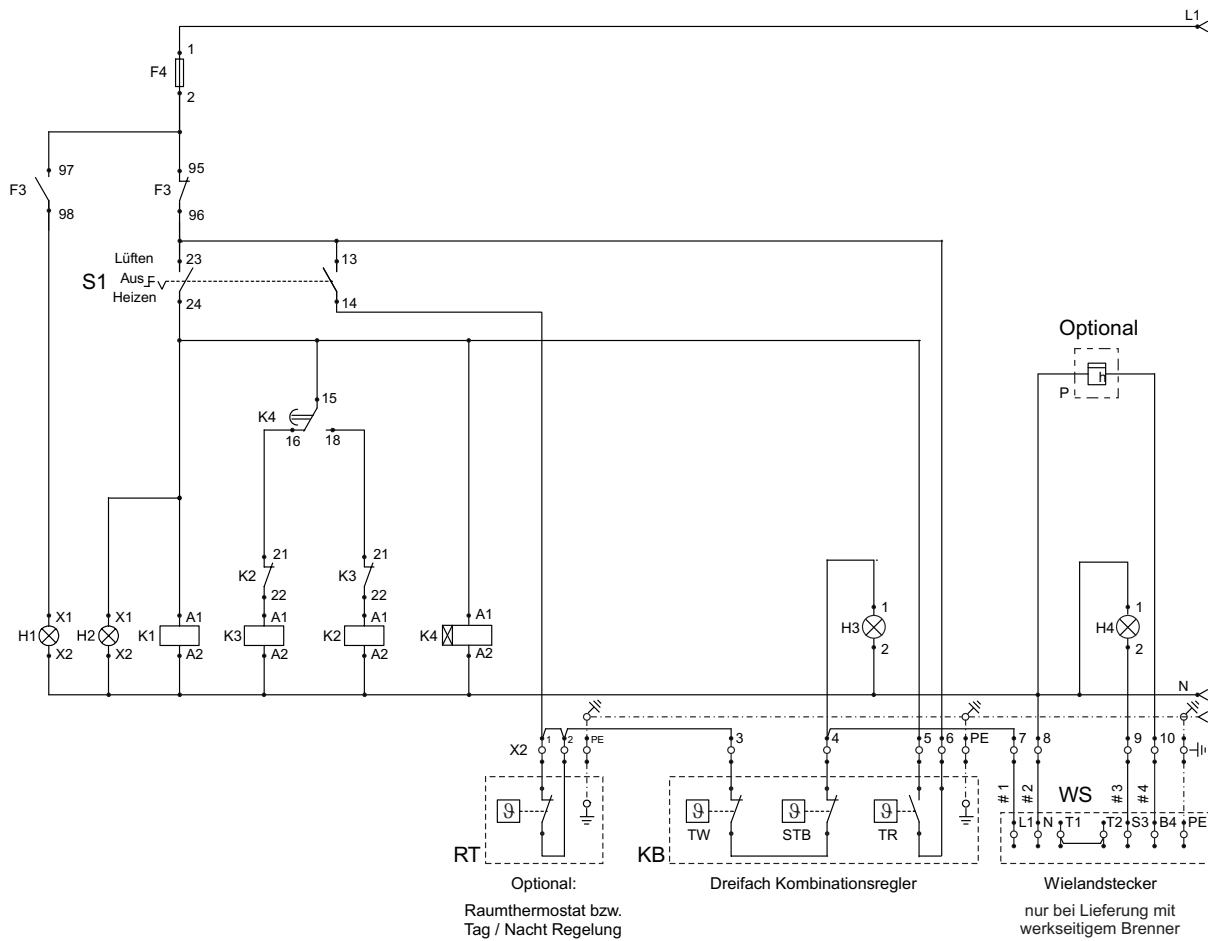 L1
1
F4
2
97
95
F3
F3
98
96
Lüften
23
13
S1
Aus
Heizen
24
14
Optional
h
P
15
K4
16
18
21
21
K2
K3
22
22
1
1
X1
X1
A1
A1
A1
A1
H1
H2
K1
K3
K2
K4
H3
H4
X2
X2
A2
A2
A2
A2
2
2
N
X2
1
2
PE
3
4
5
6
PE
7
8
9
10
# 1
# 2
# 3
# 4
WS
ϑ
ϑ
ϑ
ϑ
TW
STB
TR
L1
N
T1
T2
S3
B4
PE
RT
KB
Optional:
Dreifach Kombinationsregler
Wielandstecker
Raumthermostat bzw.
Tag / Nacht Regelung
nur bei Lieferung mit
werkseitigem Brenner